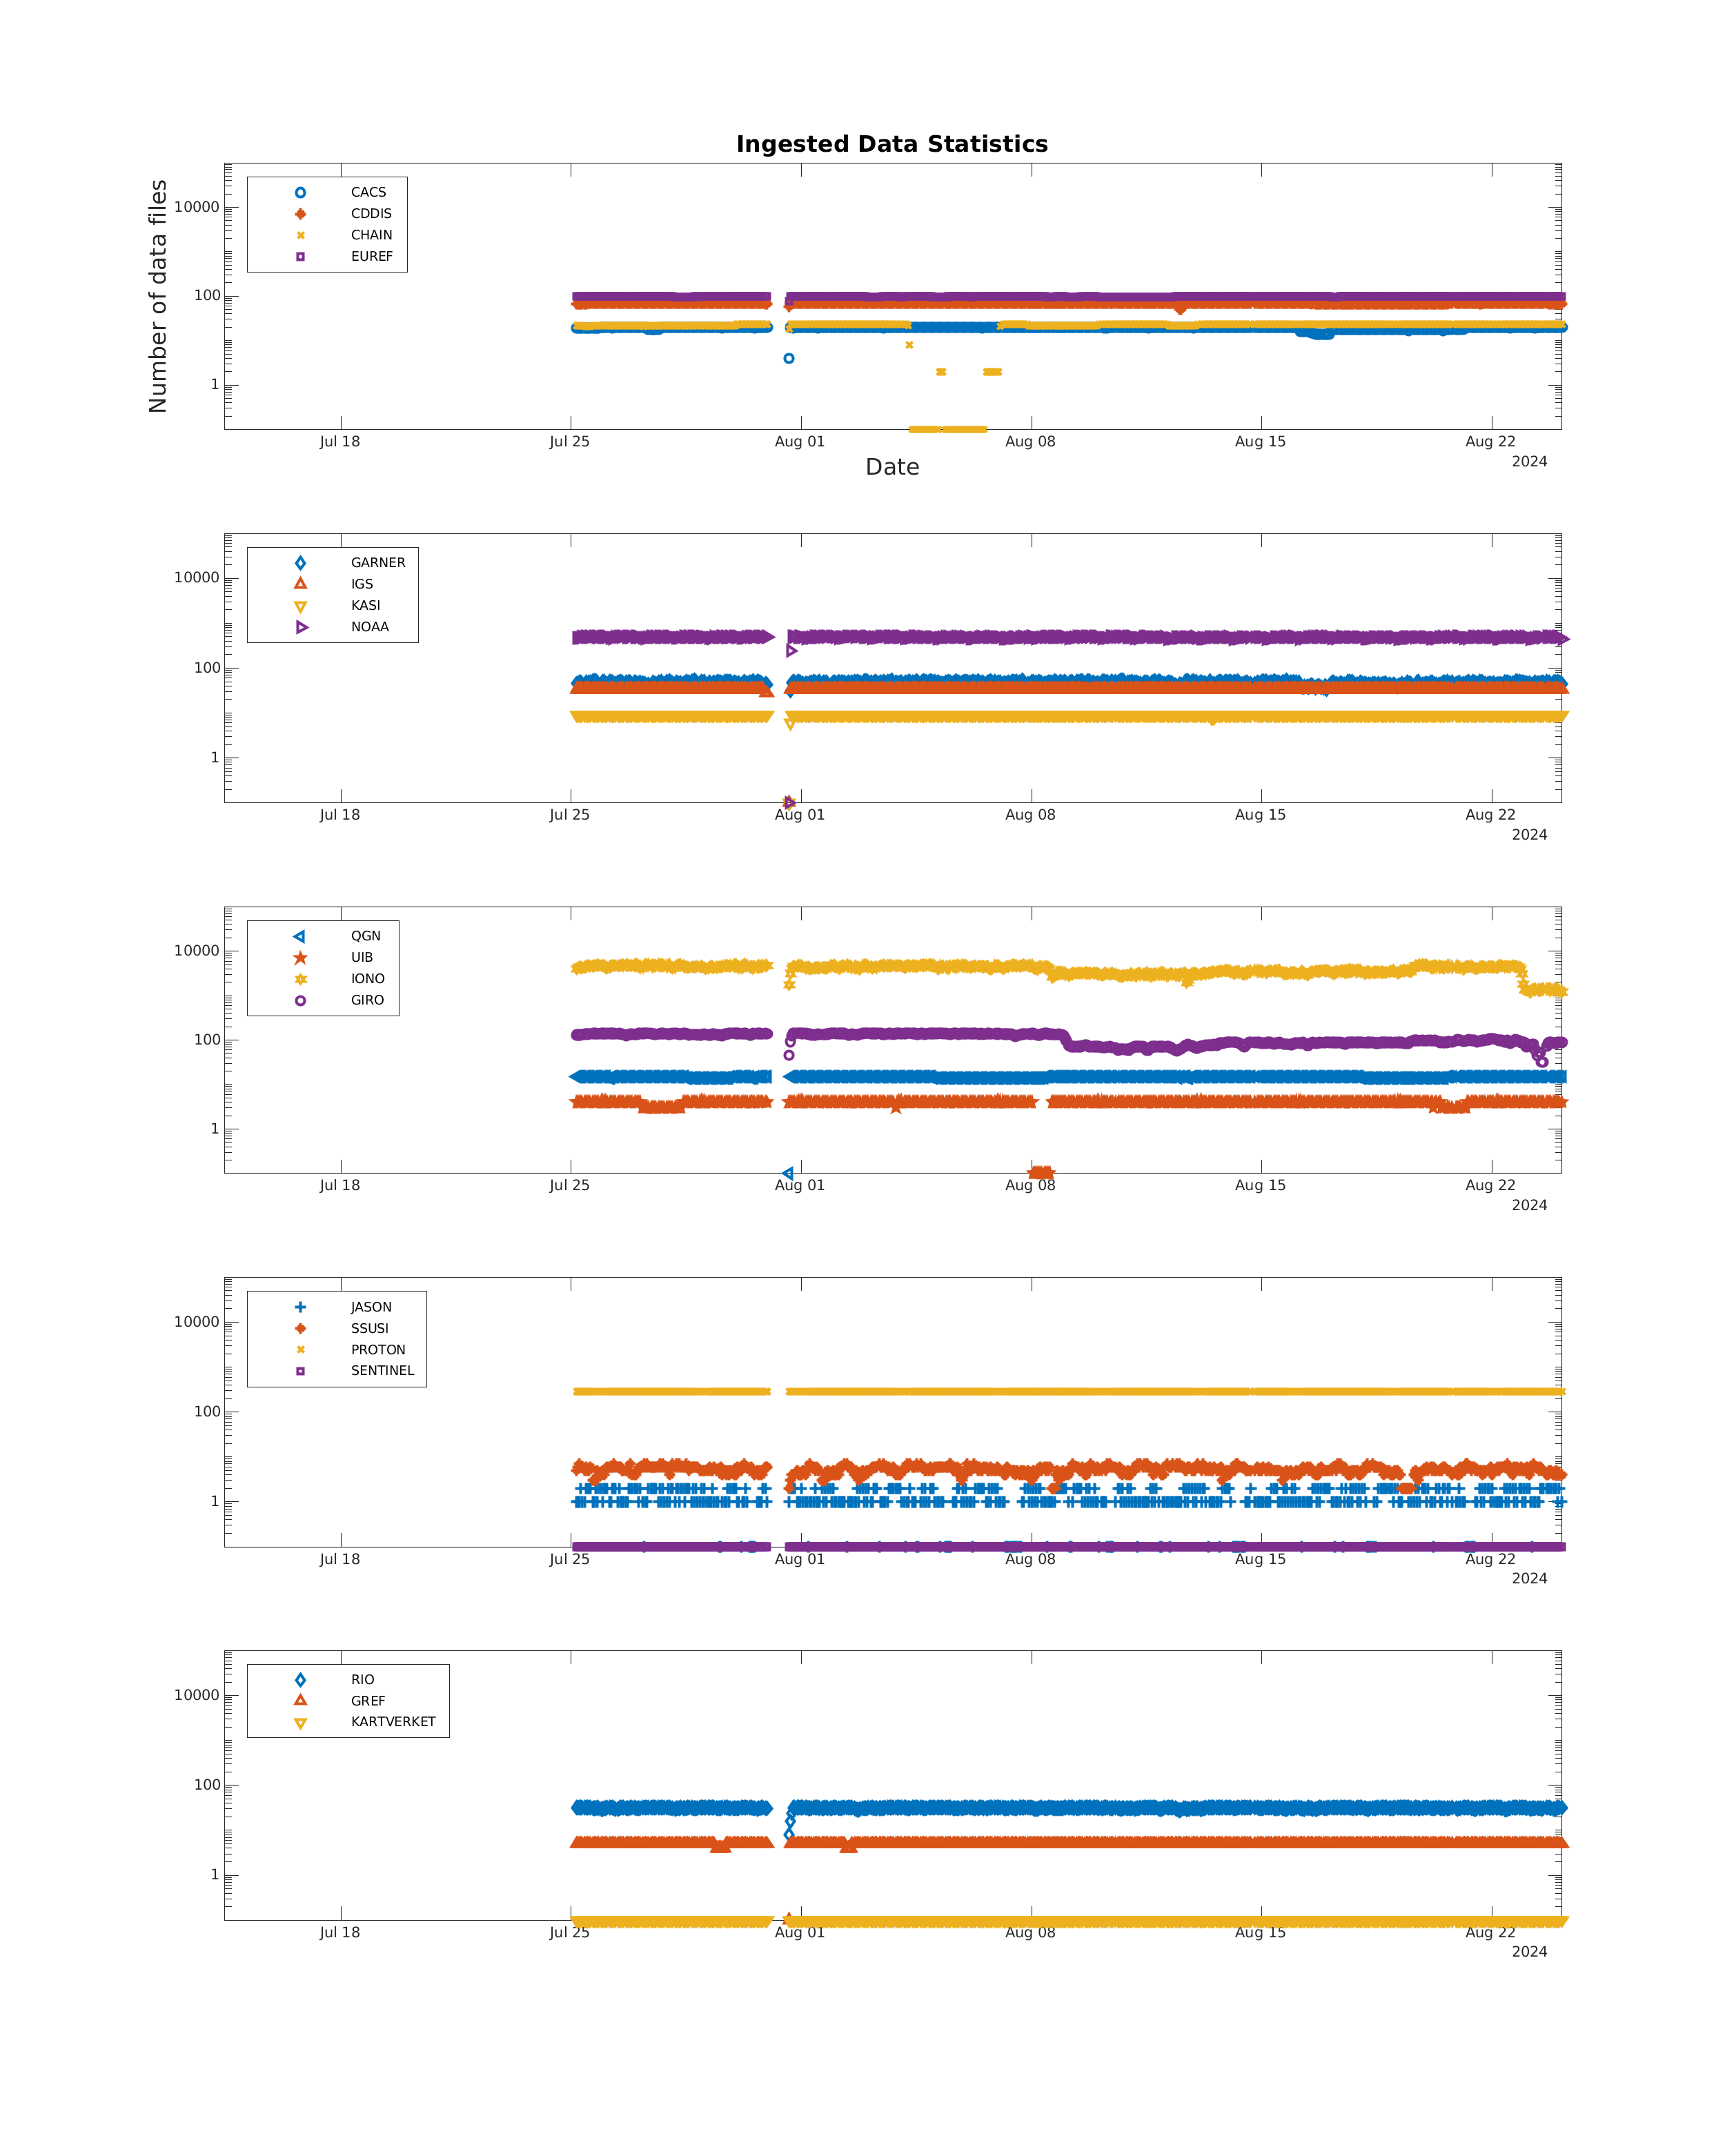 Ingested Data Statistics
Number of data files
10000
100
1
CACS
CDDIS
CHAIN
EUREF
Jul 18 Jul 25 Aug 01 Aug 08 Aug 15 Aug 22
2024
Date
10000
100
1
GARNER
IGS
KASI
NOAA
Jul 18 Jul 25 Aug 01 Aug 08 Aug 15 Aug 22
2024
10000
100
1
QGN
UIB
IONO
GIRO
Jul 18 Jul 25 Aug 01 Aug 08 Aug 15 Aug 22
2024
10000
100
1
JASON
SSUSI
PROTON
SENTINEL
Jul 18 Jul 25 Aug 01 Aug 08 Aug 15 Aug 22
2024
10000
100
1
RIO
GREF
KARTVERKET
Jul 18 Jul 25 Aug 01 Aug 08 Aug 15 Aug 22
2024